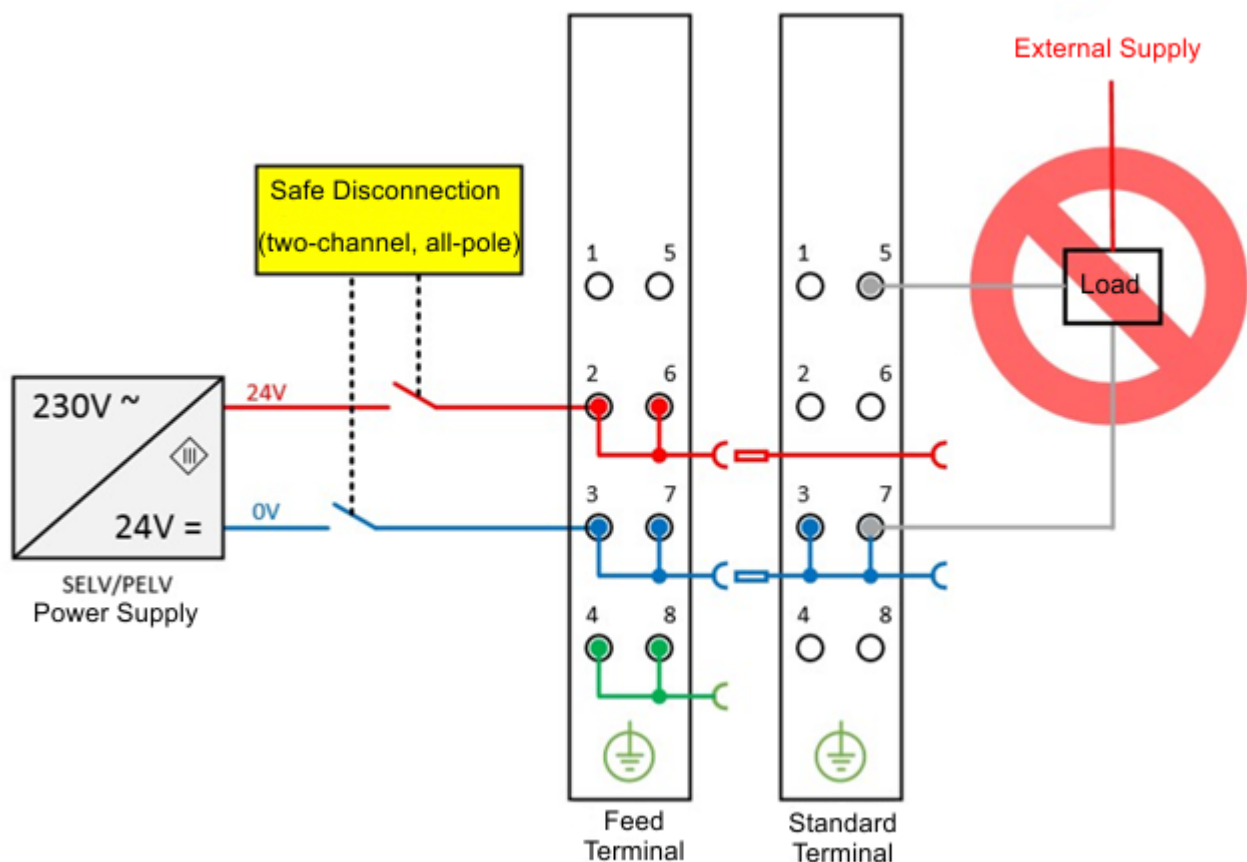 External Supply
Safe Disconnection
(two-channel, all-pole)
1 5
1 5
Load
230V ~
24V
2 6
2 6
III
24V =
0V
3 7
3 7
SELV/PELV
Power Supply
4 8
4 8
Feed
Terminal
Standard
Terminal